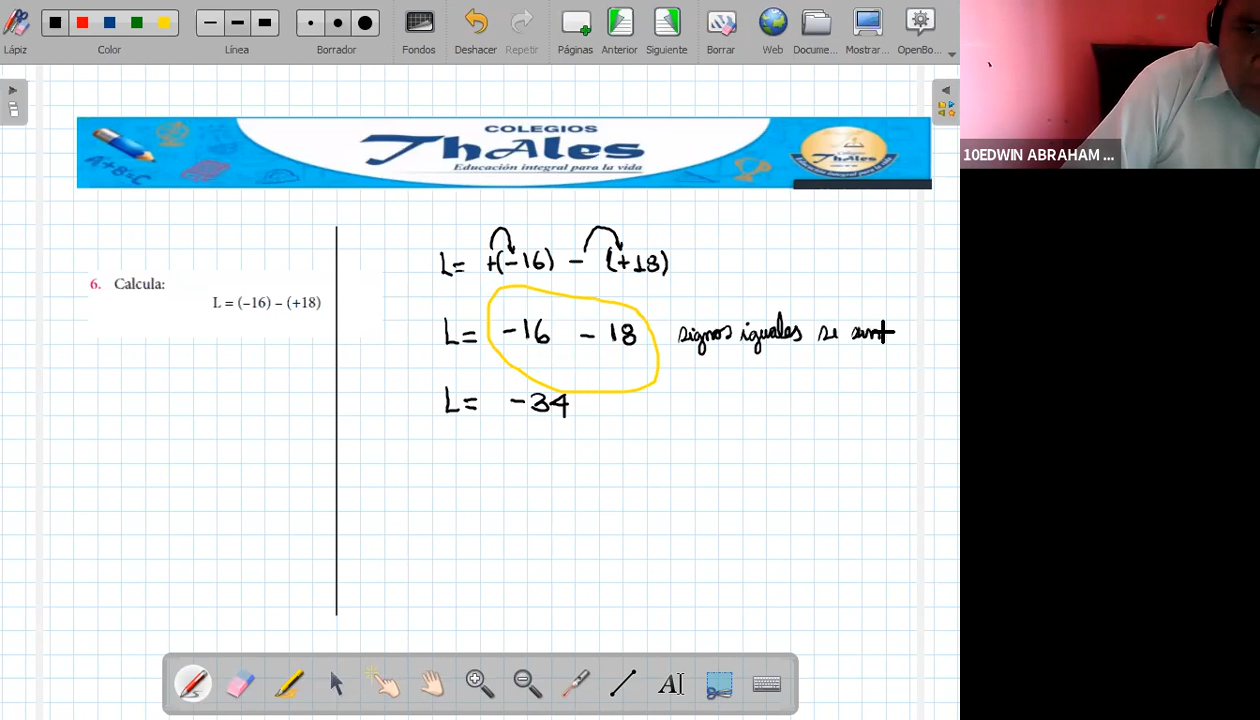 Lápiz
Color
Línea
Borrador
Fondos
Deshacer
Repetir
Páginas
Anterior
Siguiente
Borrar
Web
Docume...
Mostrar...
OpenBo...
10EDWIN ABRAHAM ...
COLEGIOS
Thales
Educación integral para la vida
A+B=C
6. Calcula:
L = (–16) – (+18)
L= +(-16) - (+18)
L= -16 - 18 signos iguales se
L= -34